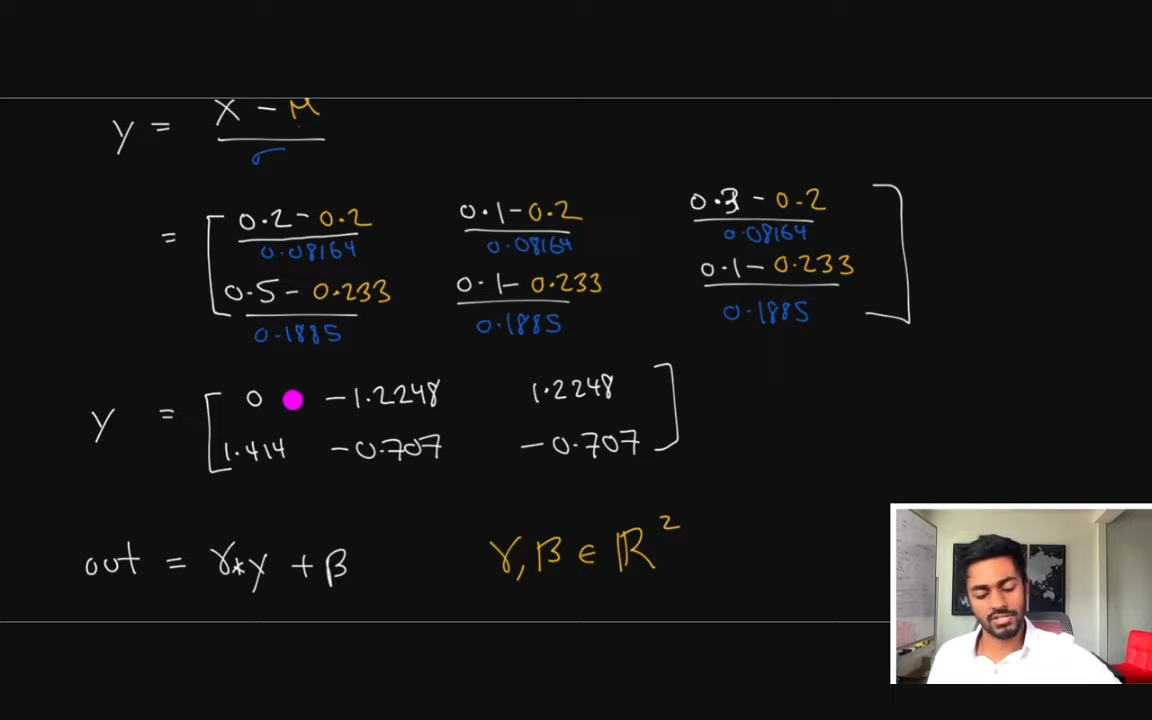 y = X - μ
σ
= [ 0.2 - 0.2 0.1 - 0.2 0.3 - 0.2
0.08164 0.08164 0.08164
0.5 - 0.233 0.1 - 0.233 0.1 - 0.233 ]
0.1885 0.1885 0.1885
y = [ 0 -1.2248 1.2248
1.414 -0.707 -0.707 ]
out = γ*y + β γ, β ∈ ℝ²